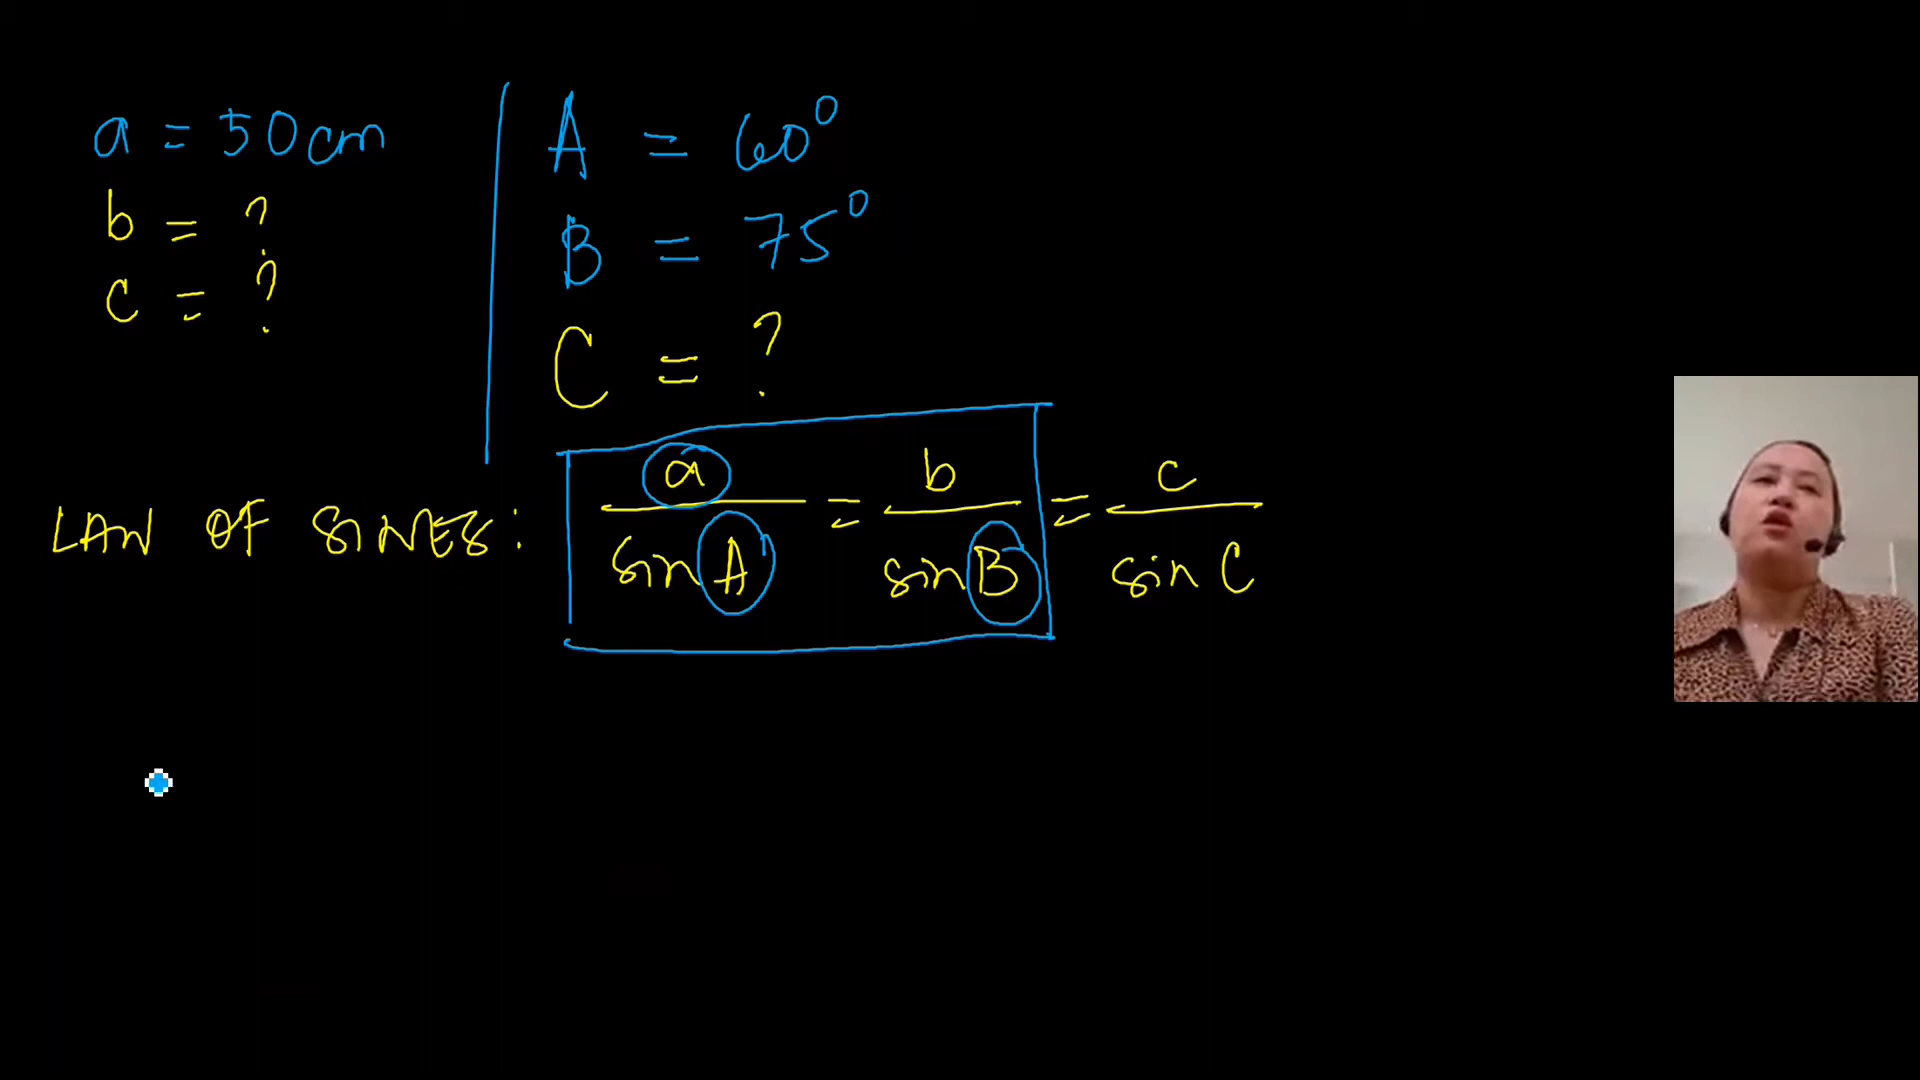 a = 50cm
b = ?
c = ?
A = 60°
B = 75°
C = ?
LAW OF SINES: a/sin A = b/sin B = c/sin C